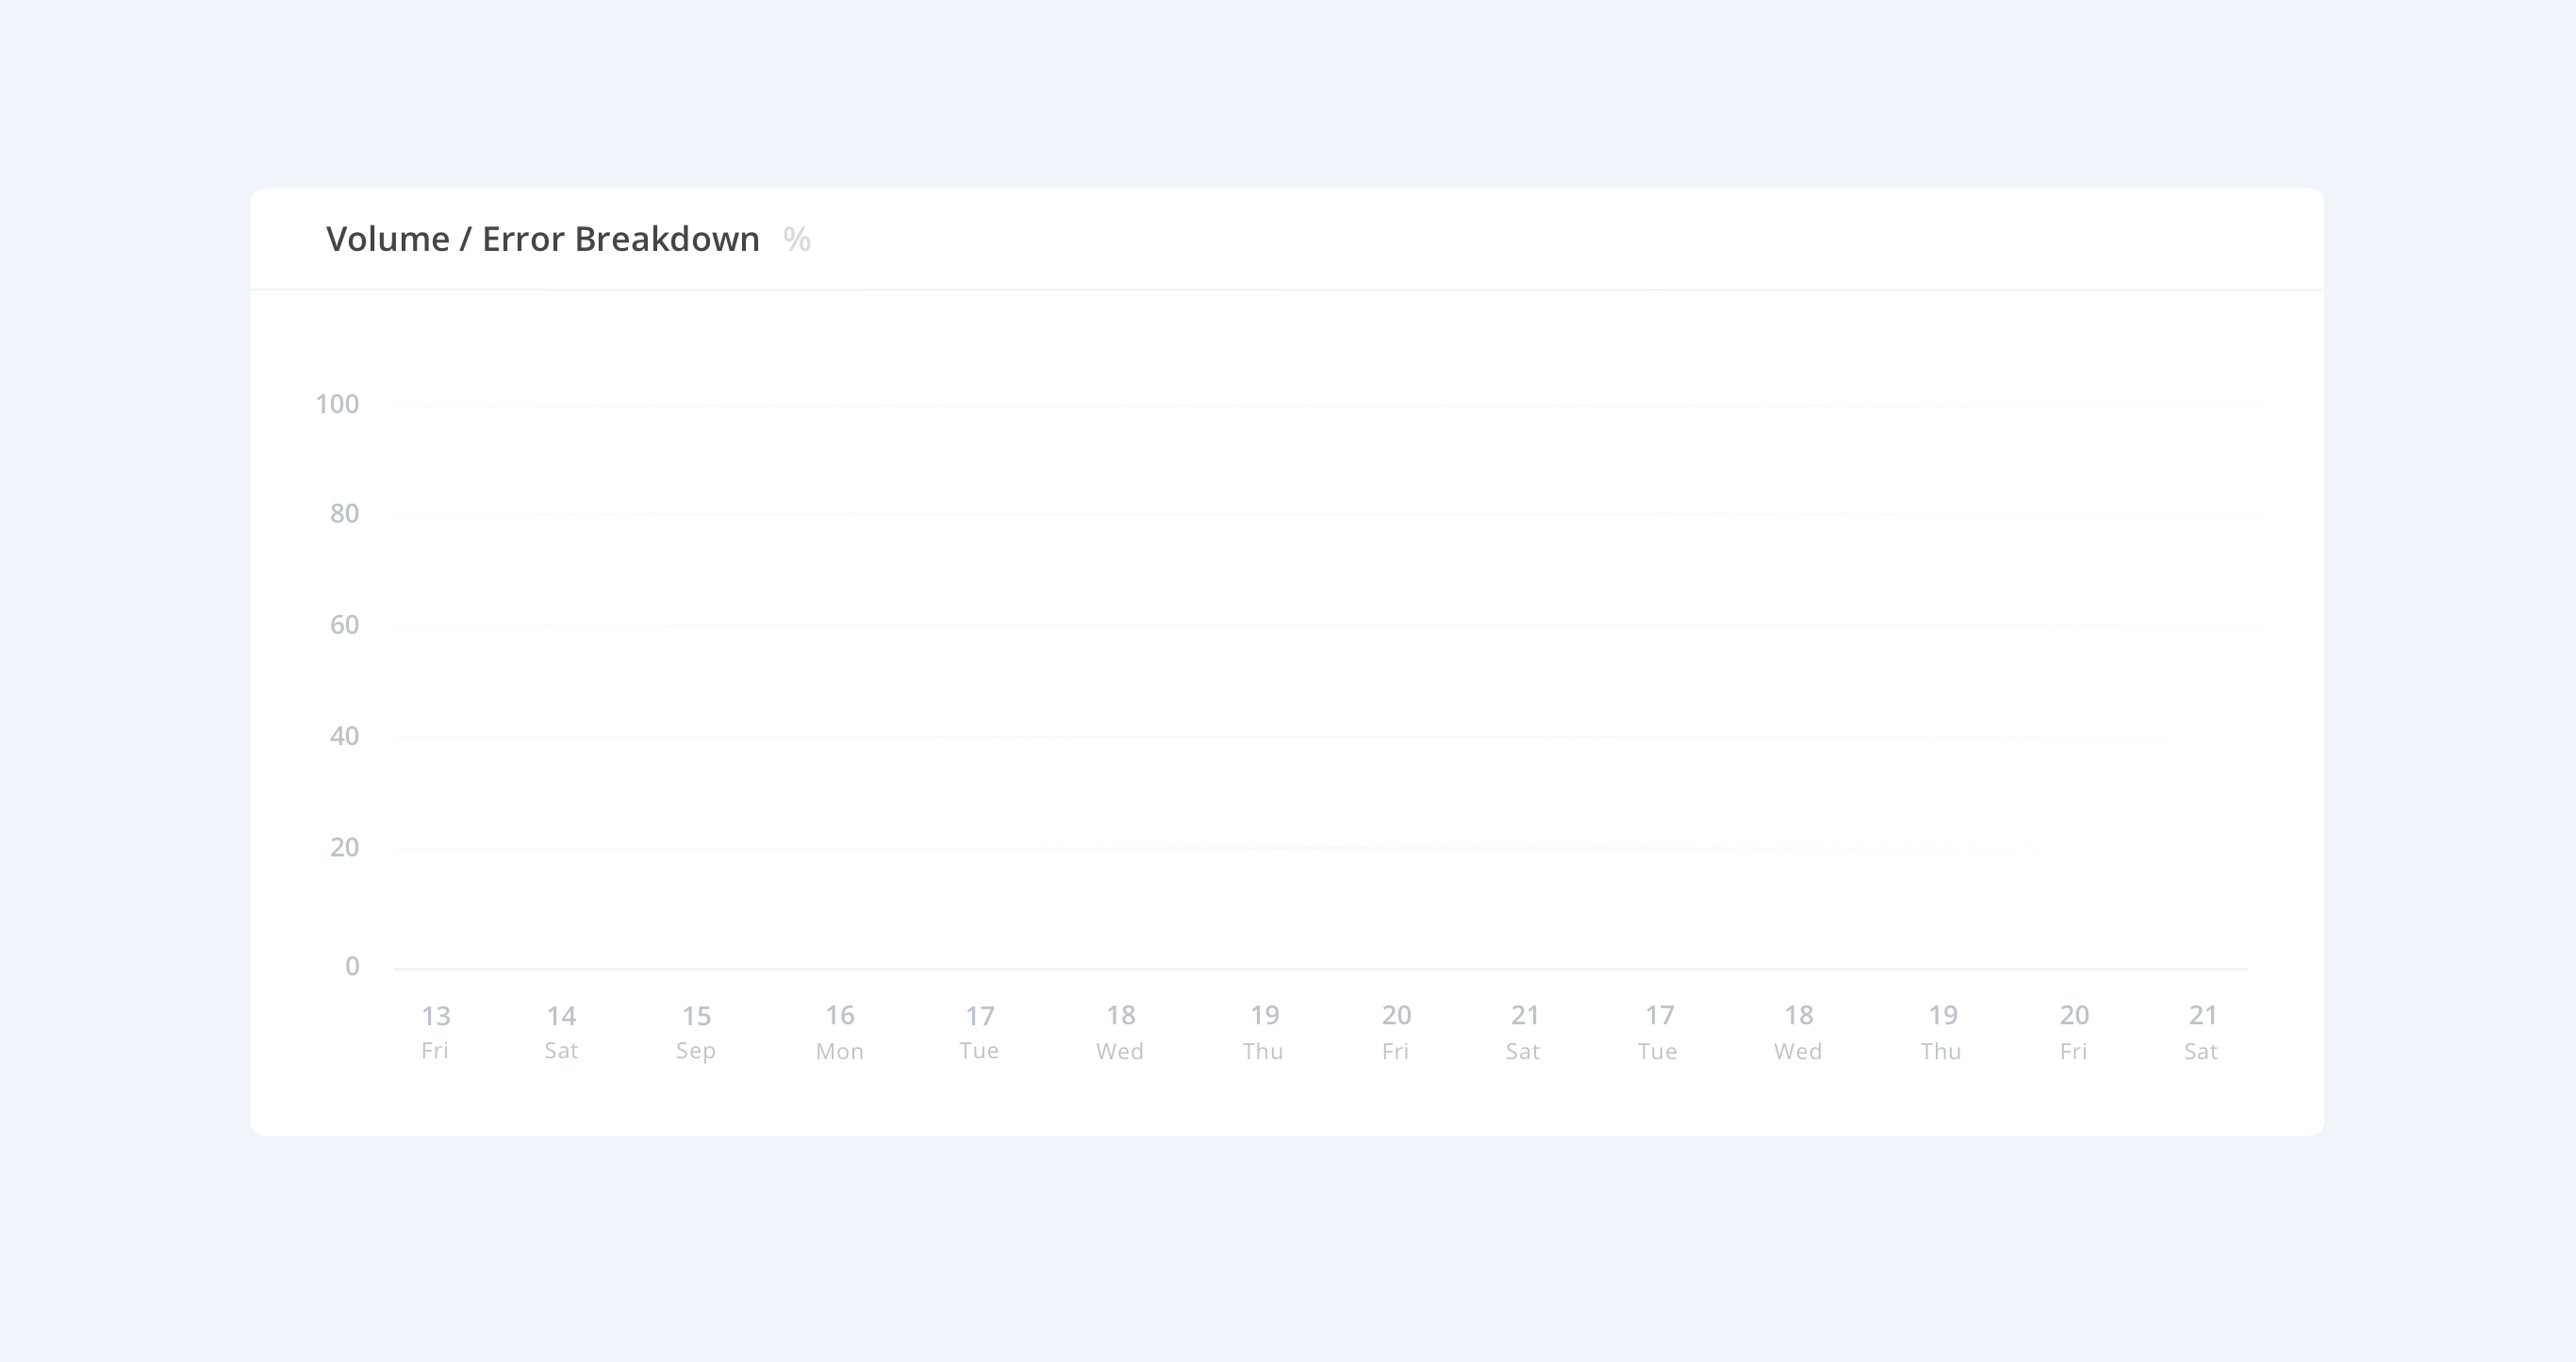 Volume / Error Breakdown %
100
80
60
40
20
0
13 14 15 16 17 18 19 20 21 17 18 19 20 21
Fri Sat Sep Mon Tue Wed Thu Fri Sat Tue Wed Thu Fri Sat